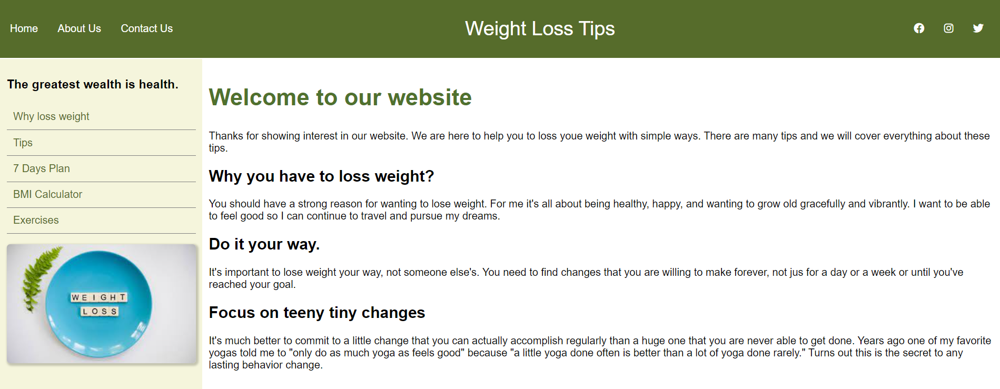 Home About Us Contact Us Weight Loss Tips
The greatest wealth is health.
Why loss weight
Tips
7 Days Plan
BMI Calculator
Exercises
WEIGHT
LOSS
Welcome to our website
Thanks for showing interest in our website. We are here to help you to loss youe weight with simple ways. There are many tips and we will cover everything about these
tips.
Why you have to loss weight?
You should have a strong reason for wanting to lose weight. For me it's all about being healthy, happy, and wanting to grow old gracefully and vibrantly. I want to be able
to feel good so I can continue to travel and pursue my dreams.
Do it your way.
It's important to lose weight your way, not someone else's. You need to find changes that you are willing to make forever, not jus for a day or a week or until you've
reached your goal.
Focus on teeny tiny changes
It's much better to commit to a little change that you can actually accomplish regularly than a huge one that you are never able to get done. Years ago one of my favorite
yogas told me to "only do as much yoga as feels good" because "a little yoga done often is better than a lot of yoga done rarely." Turns out this is the secret to any
lasting behavior change.